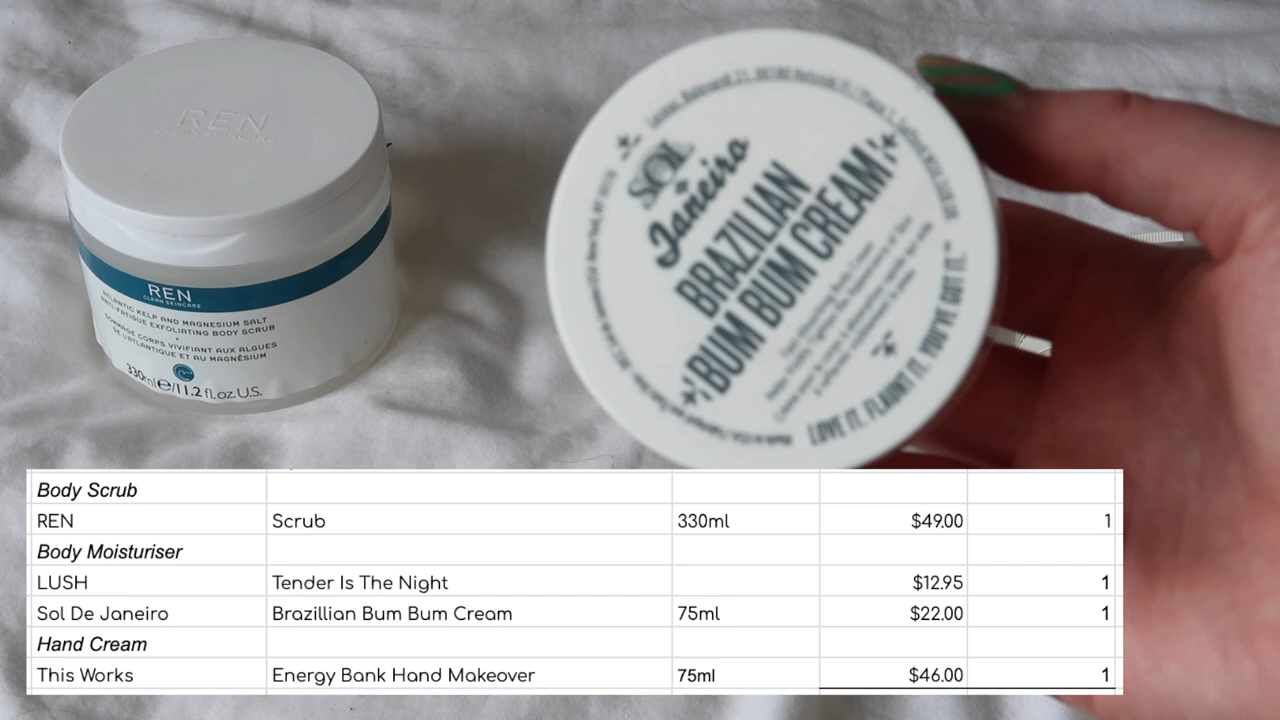 REN
REN
CLEAN SKINCARE
ATLANTIC KELP AND MAGNESIUM SALT
ANTI-FATIGUE EXFOLIATING BODY SCRUB
GOMMAGE CORPS VIVIFIANT AUX ALGUES
DE L'ATLANTIQUE ET AU MAGNÉSIUM
330ml e/11.2 fl.oz.U.S.
SOL
de
Janeiro
BRAZILIAN
BUM BUM CREAM
LOVE IT. FLAUNT IT. YOU'VE GOT IT.™
Body Scrub
REN Scrub 330ml $49.00 1
Body Moisturiser
LUSH Tender Is The Night $12.95 1
Sol De Janeiro Brazillian Bum Bum Cream 75ml $22.00 1
Hand Cream
This Works Energy Bank Hand Makeover 75ml $46.00 1